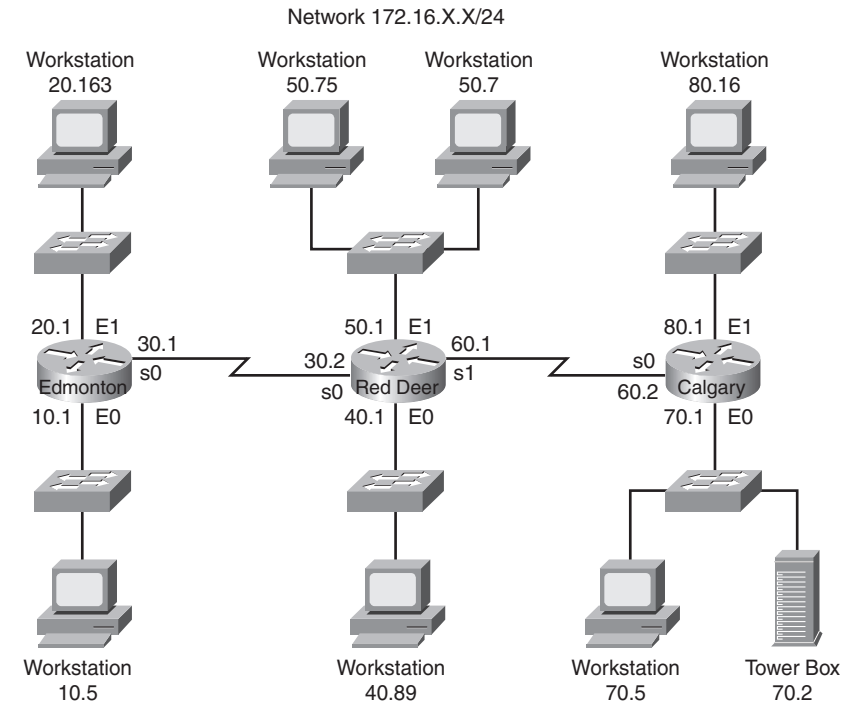 Network 172.16.X.X/24
Workstation
20.163
Workstation
50.75
Workstation
50.7
Workstation
80.16
20.1 E1
30.1
s0
Edmonton
10.1 E0
50.1 E1
60.1
30.2
s0
Red Deer
s1
40.1 E0
80.1 E1
s0
60.2
Calgary
70.1 E0
Workstation
10.5
Workstation
40.89
Workstation
70.5
Tower Box
70.2